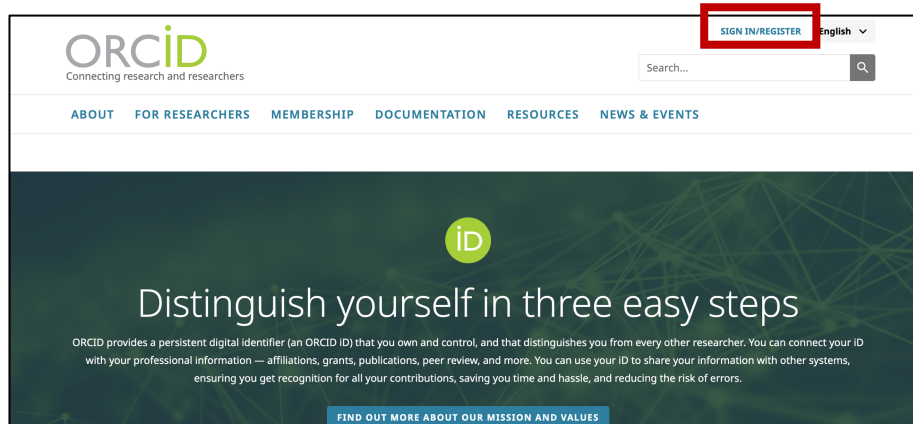 SIGN IN/REGISTER English
ORCiD
Connecting research and researchers
Search...
ABOUT FOR RESEARCHERS MEMBERSHIP DOCUMENTATION RESOURCES NEWS & EVENTS
iD
Distinguish yourself in three easy steps
ORCID provides a persistent digital identifier (an ORCID iD) that you own and control, and that distinguishes you from every other researcher. You can connect your iD
with your professional information — affiliations, grants, publications, peer review, and more. You can use your iD to share your information with other systems,
ensuring you get recognition for all your contributions, saving you time and hassle, and reducing the risk of errors.
FIND OUT MORE ABOUT OUR MISSION AND VALUES